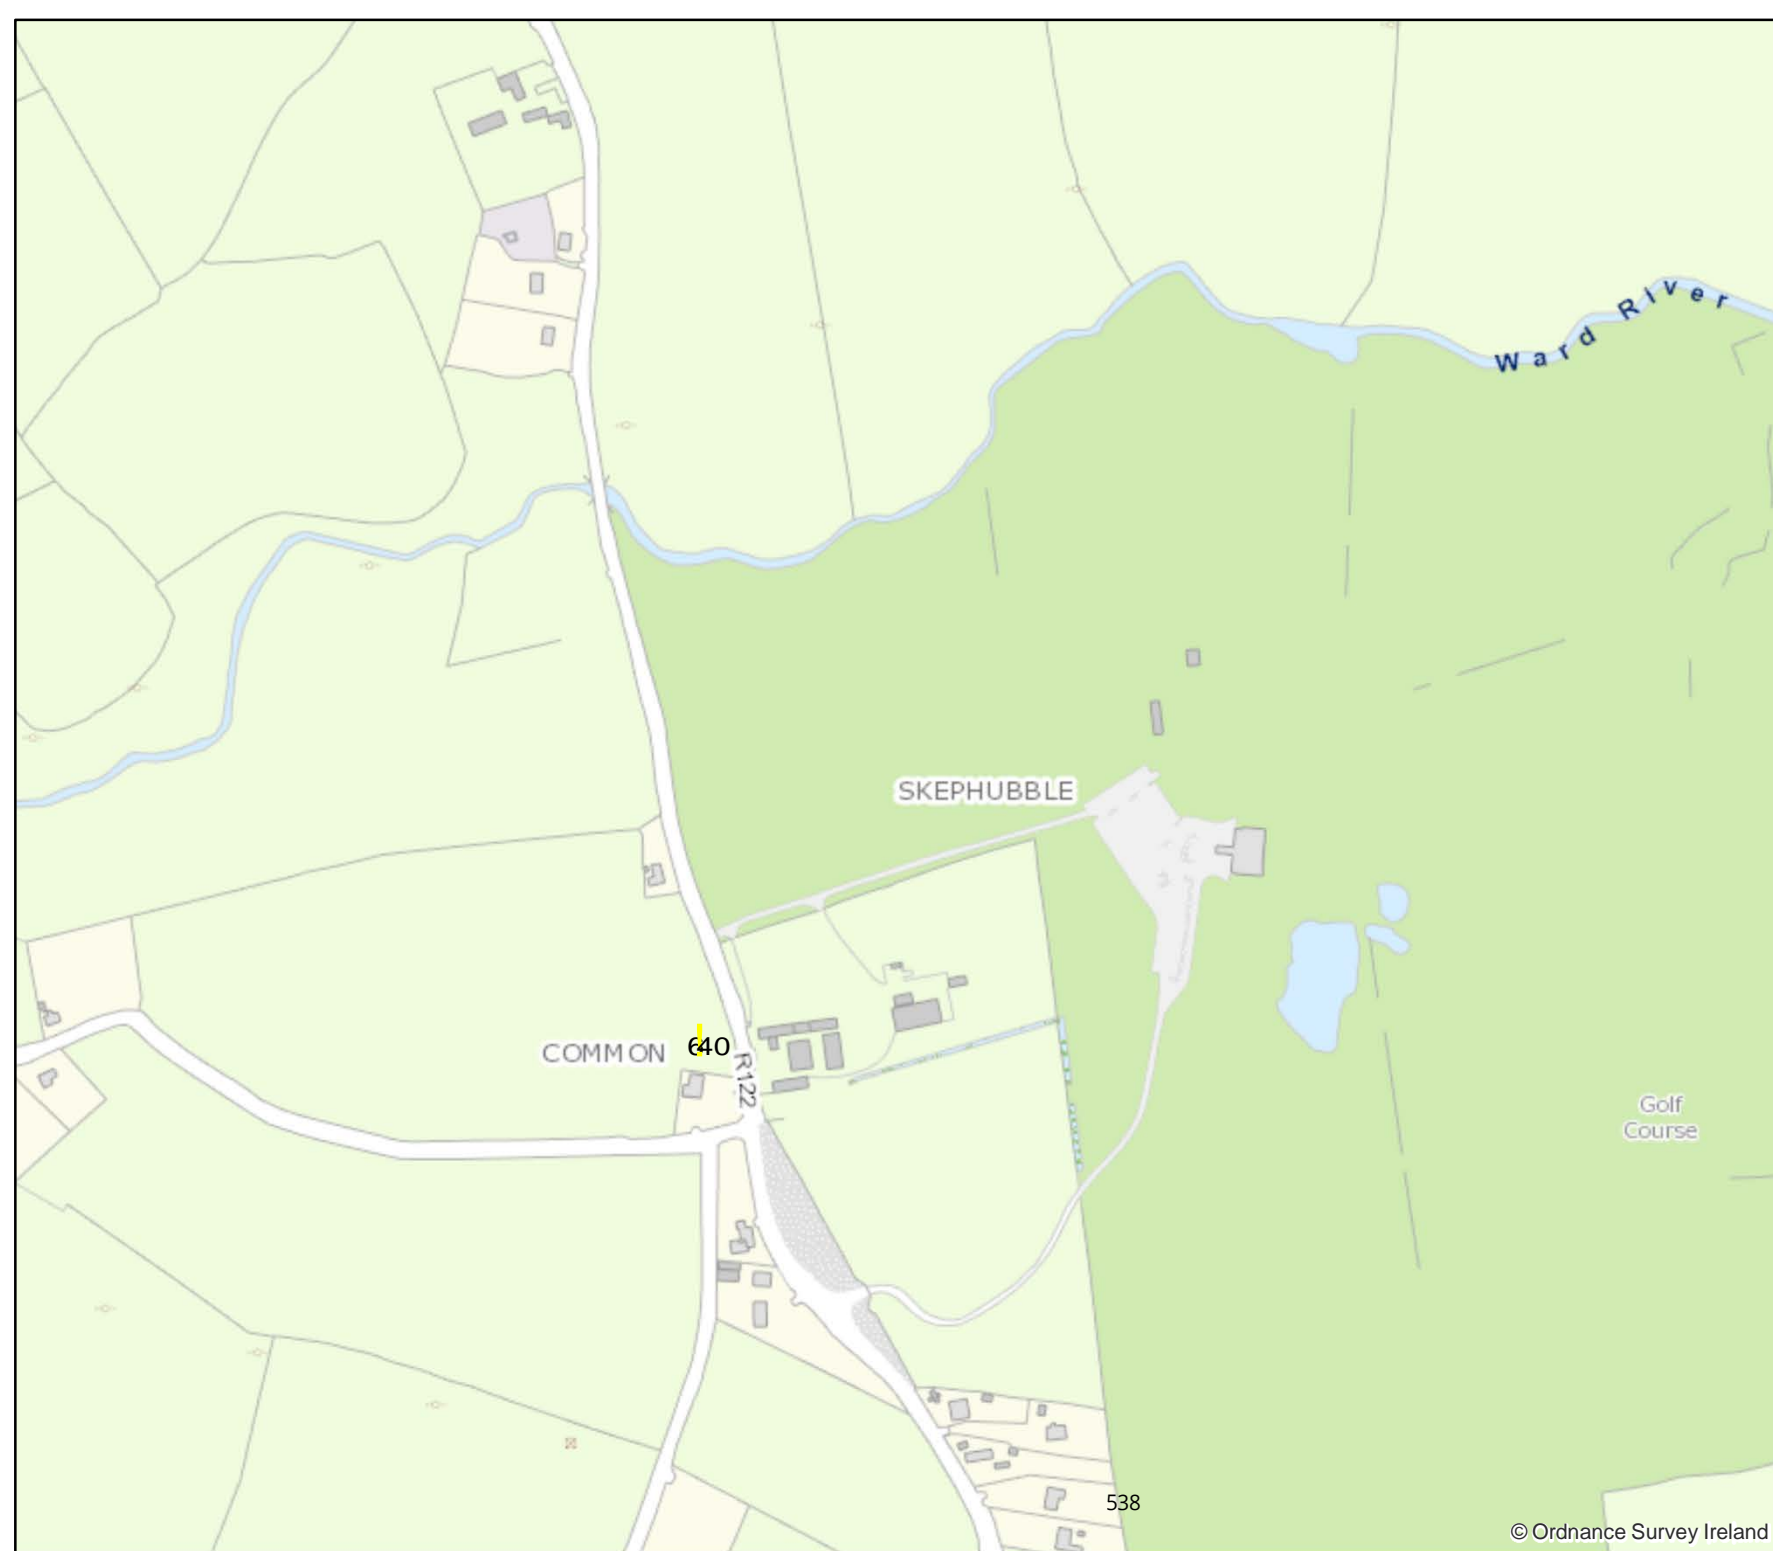 Ward River
SKEPHUBBLE
COMMON
640
R122
Golf
Course
538
© Ordnance Survey Ireland